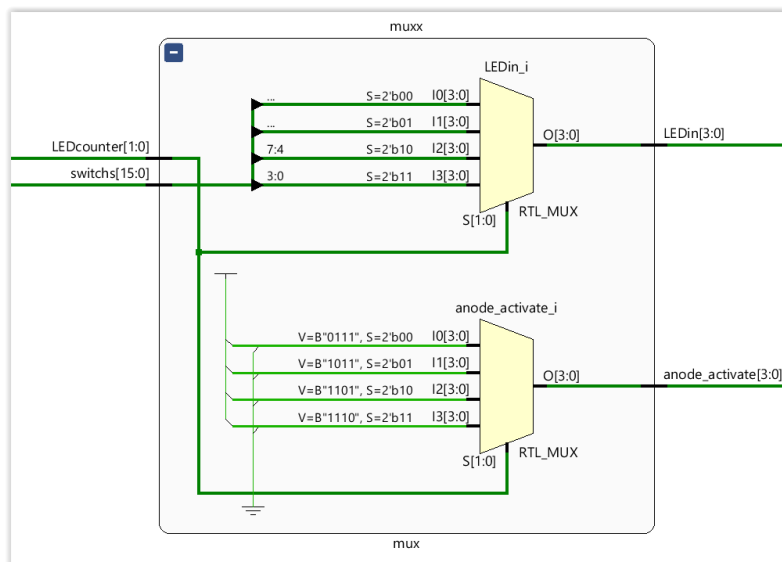 muxx
LEDin_i
... S=2'b00 I0[3:0]
... S=2'b01 I1[3:0]
O[3:0] LEDin[3:0]
LEDcounter[1:0] 7:4 S=2'b10 I2[3:0]
switchs[15:0] 3:0 S=2'b11 I3[3:0]
S[1:0] RTL_MUX
anode_activate_i
V=B"0111", S=2'b00 I0[3:0]
V=B"1011", S=2'b01 I1[3:0]
O[3:0] anode_activate[3:0]
V=B"1101", S=2'b10 I2[3:0]
V=B"1110", S=2'b11 I3[3:0]
S[1:0] RTL_MUX
mux